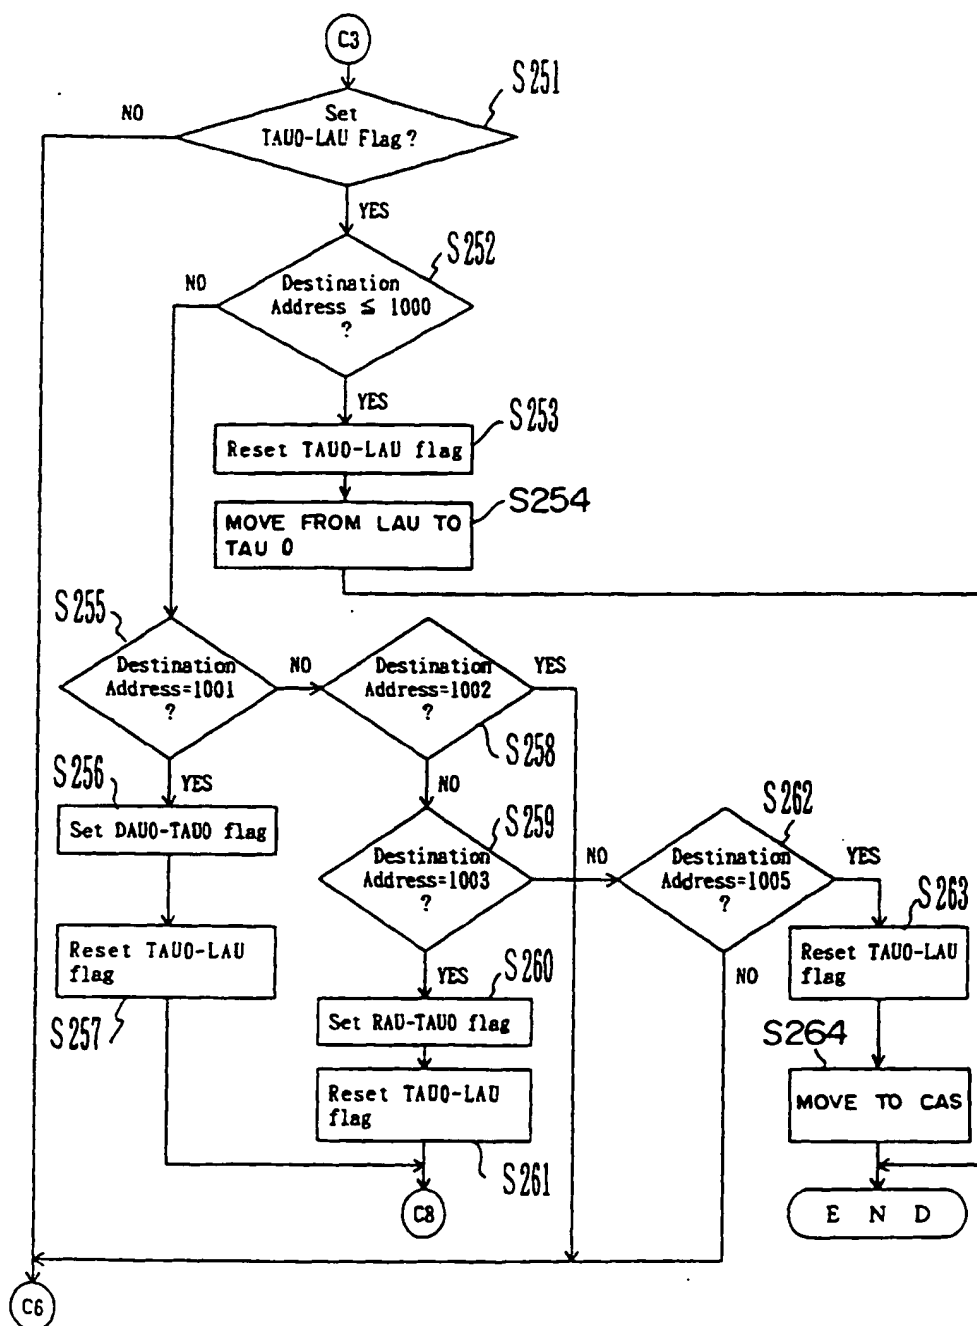 C3
S251
NO
Set
TAU0-LAU Flag?
YES
S252
NO
Destination
Address ≤ 1000
?
YES
S253
Reset TAU0-LAU flag
S254
MOVE FROM LAU TO
TAU 0
S255
Destination
Address=1001
?
NO
Destination
Address=1002
?
YES
S258
S256
YES
NO
Set DAU0-TAU0 flag
S259
Destination
Address=1003
?
NO
S262
Destination
Address=1005
?
YES
S263
Reset TAU0-LAU
flag
S257
YES
S260
NO
Reset TAU0-LAU
flag
Set RAU-TAU0 flag
S264
Reset TAU0-LAU
flag
MOVE TO CAS
S261
C8
E N D
C6